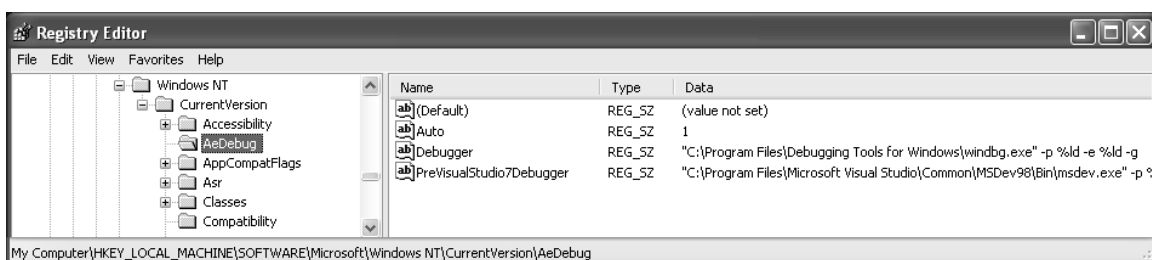 Registry Editor
File Edit View Favorites Help
Windows NT
CurrentVersion
Accessibility
AeDebug
AppCompatFlags
Asr
Classes
Compatibility
Name Type Data
(Default) REG_SZ (value not set)
Auto REG_SZ 1
Debugger REG_SZ "C:\Program Files\Debugging Tools for Windows\windbg.exe" -p %ld -e %ld -g
PreVisualStudio7Debugger REG_SZ "C:\Program Files\Microsoft Visual Studio\Common\MSDev98\Bin\msdev.exe" -p %
My Computer\HKEY_LOCAL_MACHINE\SOFTWARE\Microsoft\Windows NT\CurrentVersion\AeDebug